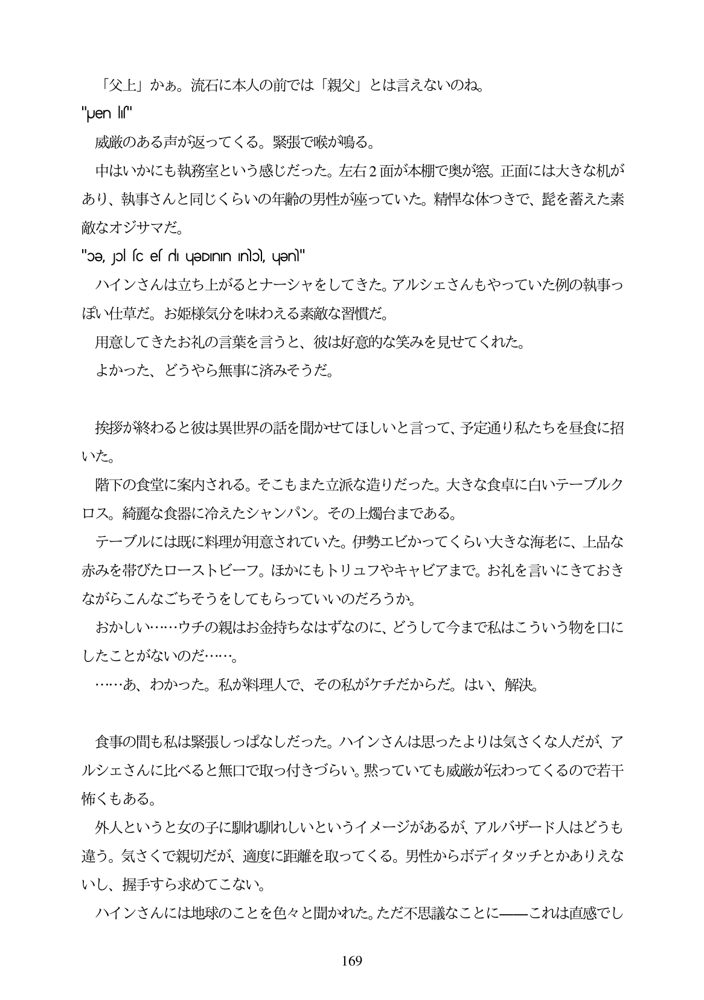 「父上」かぁ。流石に本人の前では「親父」とは言えないのね。
威厳のある声が返ってくる。緊張で喉が鳴る。
中はいかにも執務室という感じだった。左右２面が本棚で奥が窓。正面には大きな机が
あり、執事さんと同じくらいの年齢の男性が座っていた。精悍な体つきで、髭を蓄えた素
敵なオジサマだ。
ハインさんは立ち上がるとナーシャをしてきた。アルシェさんもやっていた例の執事っ
ぽい仕草だ。お姫様気分を味わえる素敵な習慣だ。
用意してきたお礼の言葉を言うと、彼は好意的な笑みを見せてくれた。
よかった、どうやら無事に済みそうだ。
挨拶が終わると彼は異世界の話を聞かせてほしいと言って、予定通り私たちを昼食に招
いた。
階下の食堂に案内される。そこもまた立派な造りだった。大きな食卓に白いテーブルク
ロス。綺麗な食器に冷えたシャンパン。その上燭台まである。
テーブルには既に料理が用意されていた。伊勢エビかってくらい大きな海老に、上品な
赤みを帯びたローストビーフ。ほかにもトリュフやキャビアまで。お礼を言いにきておき
ながらこんなごちそうをしてもらっていいのだろうか。
おかしい……ウチの親はお金持ちなはずなのに、どうして今まで私はこういう物を口に
したことがないのだ……。
……あ、わかった。私が料理人で、その私がケチだからだ。はい、解決。
食事の間も私は緊張しっぱなしだった。ハインさんは思ったよりは気さくな人だが、ア
ルシェさんに比べると無口で取っ付きづらい。黙っていても威厳が伝わってくるので若干
怖くもある。
外人というと女の子に馴れ馴れしいというイメージがあるが、アルバザード人はどうも
違う。気さくで親切だが、適度に距離を取ってくる。男性からボディタッチとかありえな
いし、握手すら求めてこない。
ハインさんには地球のことを色々と聞かれた。ただ不思議なことに――これは直感でし
169